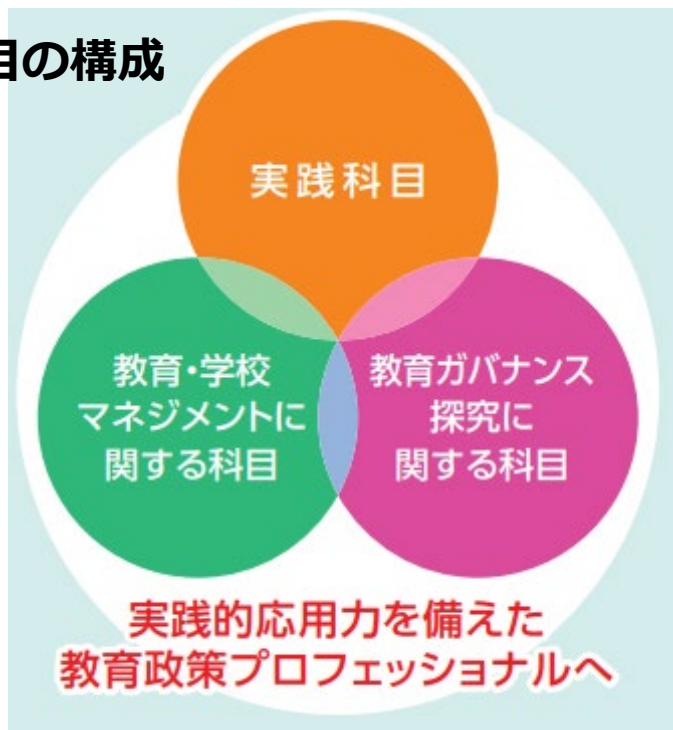 目の構成
実践科目
教育・学校
マネジメントに
関する科目
教育ガバナンス
探究に
関する科目
実践的応用力を備えた
教育政策プロフェッショナルへ